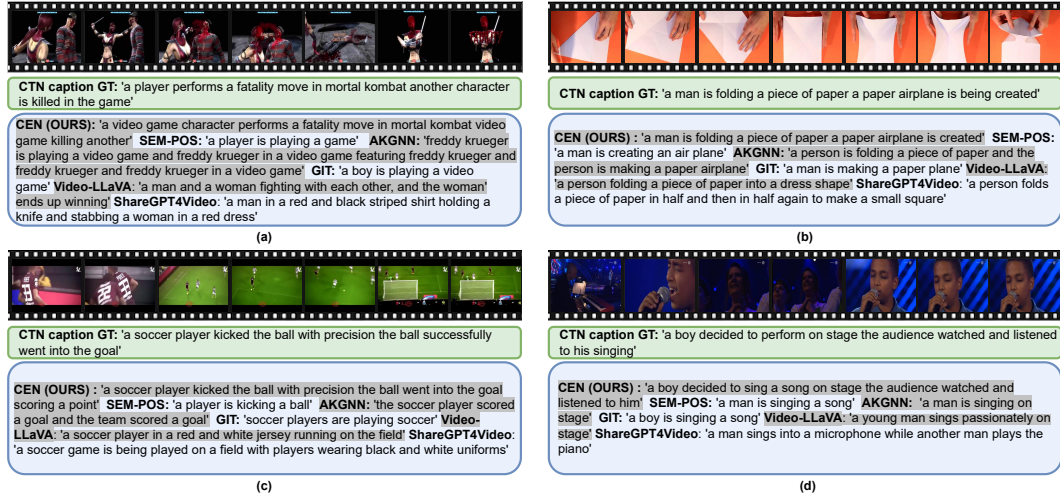 CTN caption GT: 'a player performs a fatality move in mortal kombat another character
is killed in the game'
CEN (OURS): 'a video game character performs a fatality move in mortal kombat video
game killing another' SEM-POS: 'a player is playing a game' AKGNN: 'freddy krueger
is playing a video game and freddy krueger in a video game featuring freddy krueger and
freddy krueger and freddy krueger in a video game' GIT: 'a boy is playing a video
game' Video-LLaVA: 'a man and a woman fighting with each other, and the woman'
ends up winning' ShareGPT4Video: 'a man in a red and black striped shirt holding a
knife and stabbing a woman in a red dress'
(a)
CTN caption GT: 'a man is folding a piece of paper a paper airplane is being created'
CEN (OURS) : 'a man is folding a piece of paper a paper airplane is created' SEM-POS:
'a man is creating an air plane' AKGNN: 'a person is folding a piece of paper and the
person is making a paper airplane' GIT: 'a man is making a paper plane' Video-LLaVA:
'a person folding a piece of paper into a dress shape' ShareGPT4Video: 'a person folds
a piece of paper in half and then in half again to make a small square'
(b)
CTN caption GT: 'a soccer player kicked the ball with precision the ball successfully
went into the goal'
CEN (OURS) : 'a soccer player kicked the ball with precision the ball went into the goal
scoring a point' SEM-POS: 'a player is kicking a ball' AKGNN: 'the soccer player scored
a goal and the team scored a goal' GIT: 'soccer players are playing soccer' Video-
LLaVA: 'a soccer player in a red and white jersey running on the field' ShareGPT4Video:
'a soccer game is being played on a field with players wearing black and white uniforms'
(c)
CTN caption GT: 'a boy decided to perform on stage the audience watched and listened
to his singing'
CEN (OURS) : 'a boy decided to sing a song on stage the audience watched and
listened to him' SEM-POS: 'a man is singing a song' AKGNN: 'a man is singing on
stage' GIT: 'a boy is singing a song' Video-LLaVA: 'a young man sings passionately on
stage' ShareGPT4Video: 'a man sings into a microphone while another man plays the
piano'
(d)